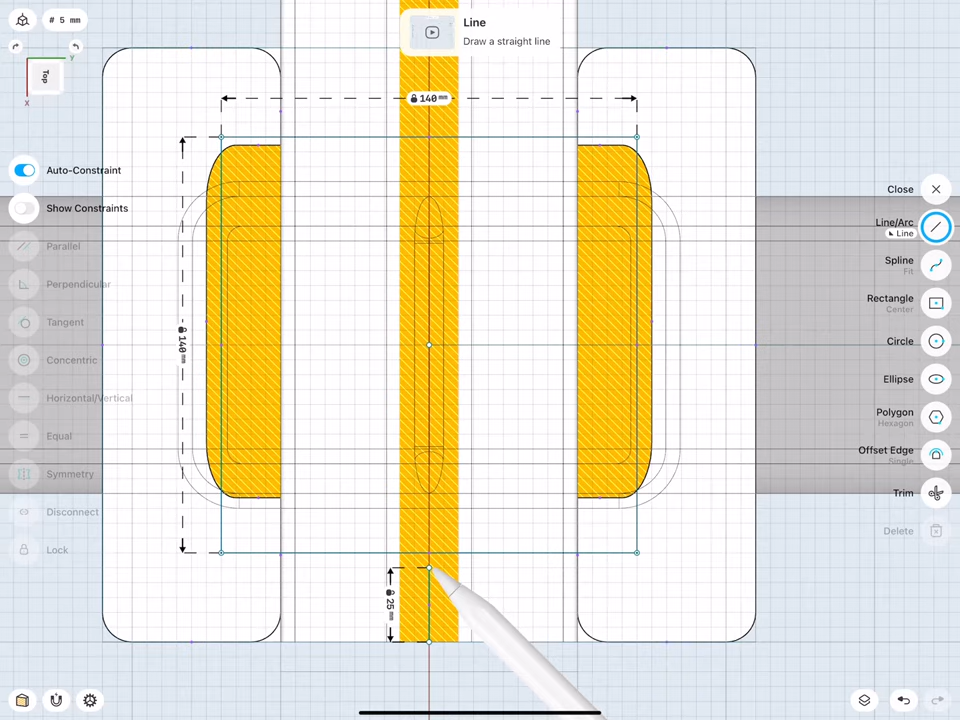 # 5 mm
Line
Draw a straight line
y
Top
x
140 mm
Auto-Constraint
Show Constraints
Parallel
Perpendicular
Tangent
Concentric
Horizontal/Vertical
Equal
Symmetry
Disconnect
Lock
140 mm
25 mm
Close
Line/Arc
Line
Spline
Fit
Rectangle
Center
Circle
Ellipse
Polygon
Hexagon
Offset Edge
Single
Trim
Delete